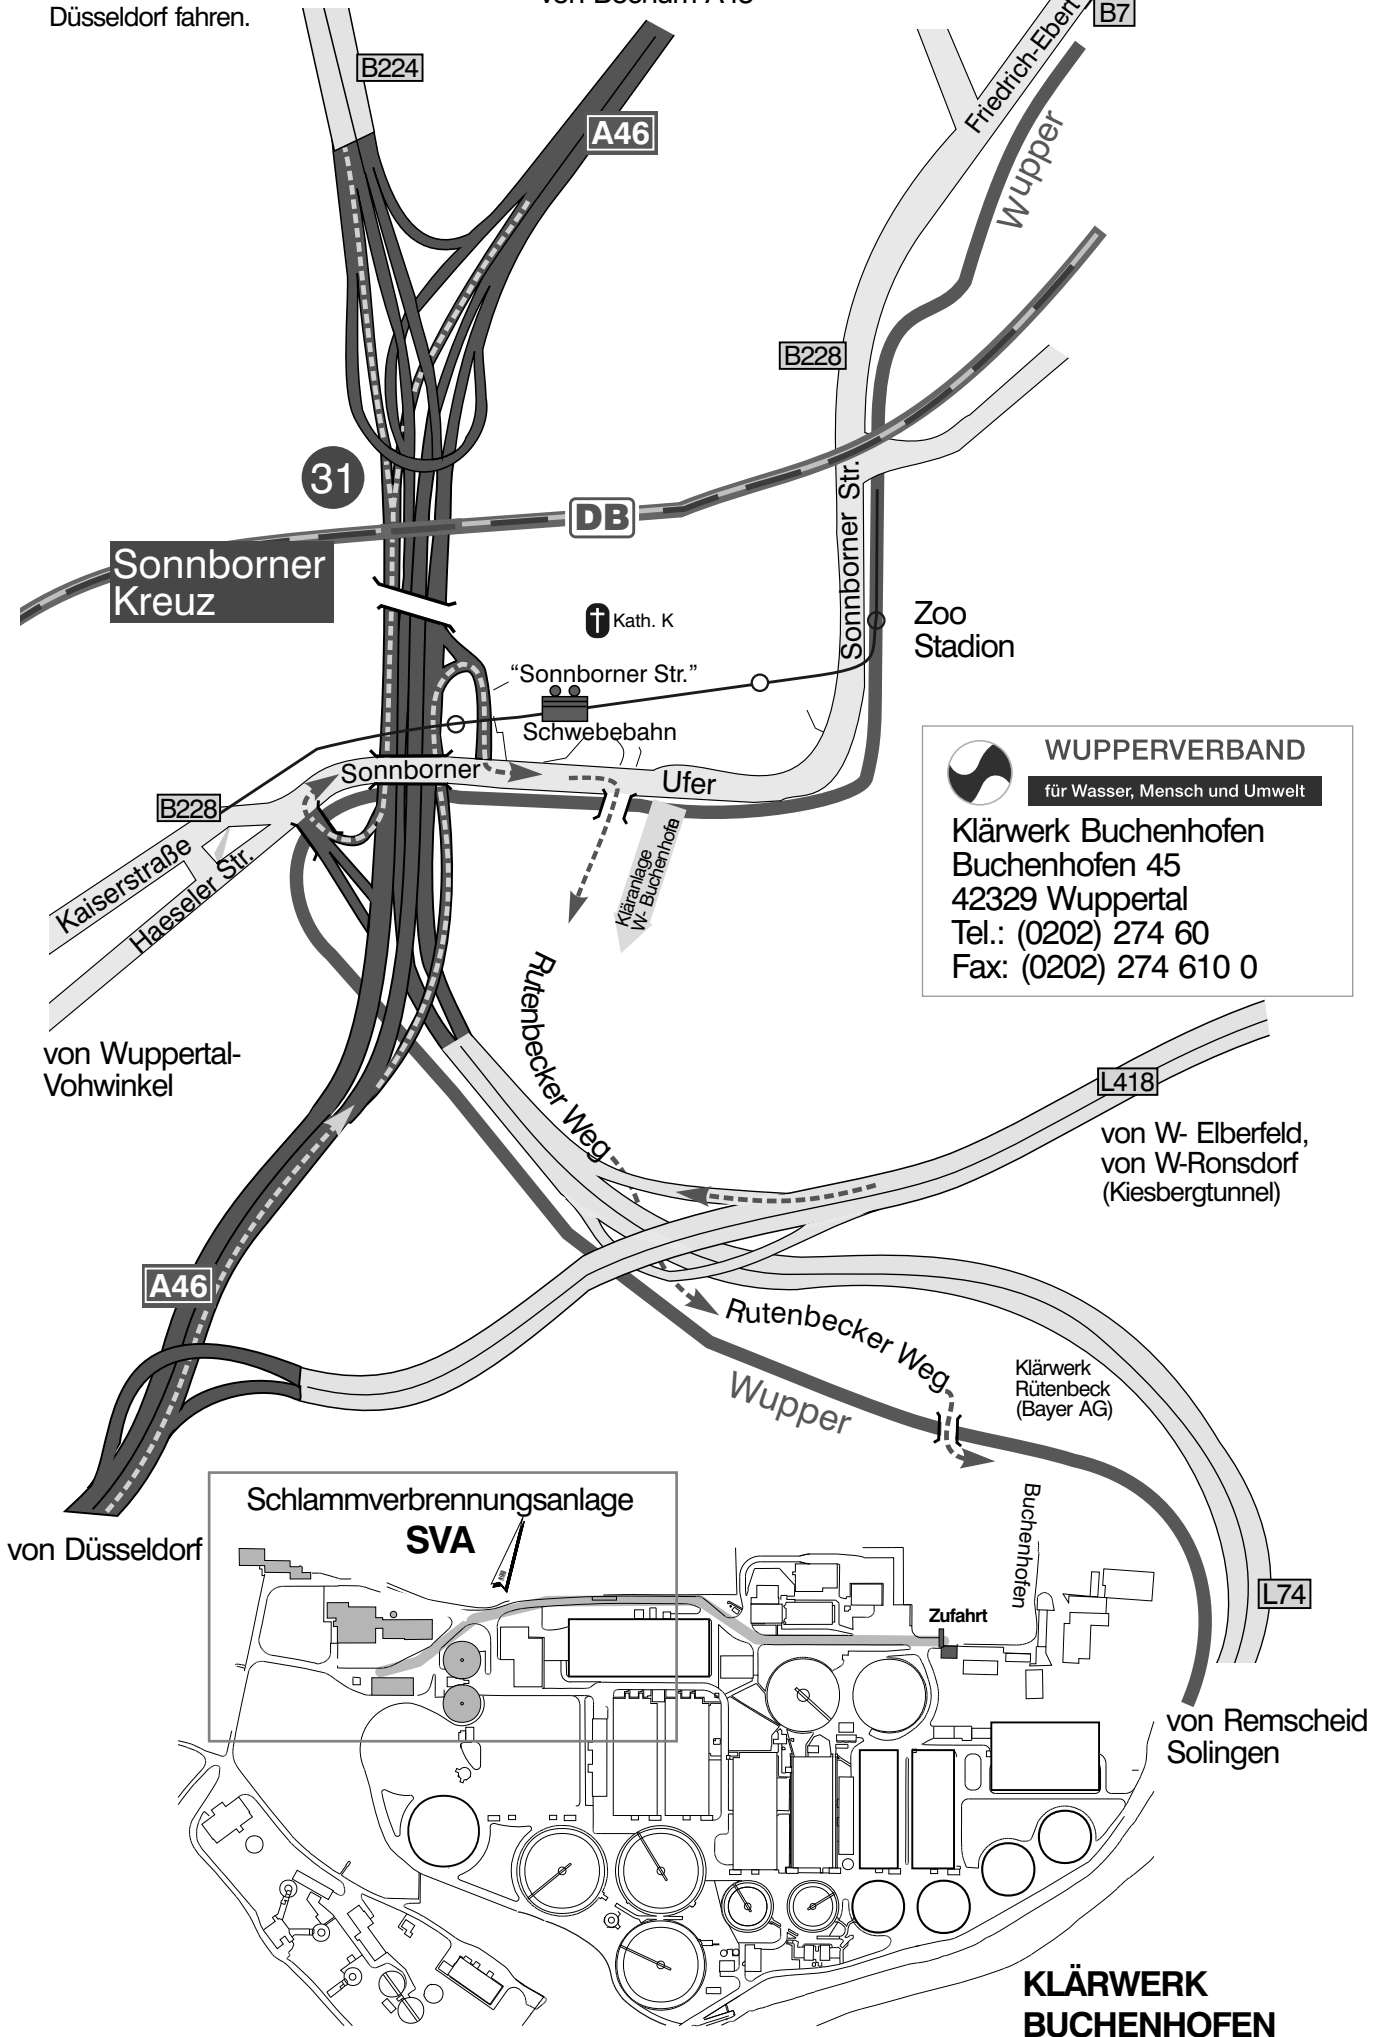 von Bochum A43
Düsseldorf fahren.
B7
B224
Friedrich-Ebert
A46
Wupper
B228
31
Sonnborner Str.
DB
Sonnborner
Kreuz
Kath. K
Zoo
Stadion
“Sonnborner Str.”
Schwebebahn
WUPPERVERBAND
für Wasser, Mensch und Umwelt
Klärwerk Buchenhofen
Buchenhofen 45
42329 Wuppertal
Tel.: (0202) 274 60
Fax: (0202) 274 610 0
Sonnborner
Ufer
B228
Kaiserstraße
Haeseler Str.
Kläranlage
W- Buchenhofe
Rutenbecker Weg
von Wuppertal-
Vohwinkel
L418
von W- Elberfeld,
von W-Ronsdorf
(Kiesbergtunnel)
A46
Rutenbecker Weg
Wupper
Klärwerk
Rütenbeck
(Bayer AG)
Schlammverbrennungsanlage
SVA
von Düsseldorf
Buchenhofen
Zufahrt
L74
von Remscheid
Solingen
KLÄRWERK
BUCHENHOFEN